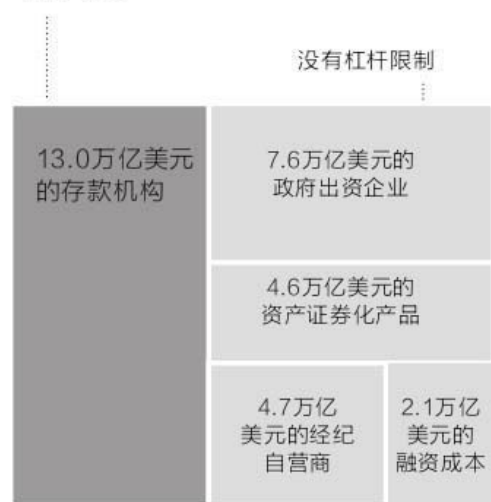 没有杠杆限制
13.0万亿美元
的存款机构
7.6万亿美元的
政府出资企业
4.6万亿美元的
资产证券化产品
4.7万亿
美元的经纪
自营商
2.1万亿
美元的
融资成本